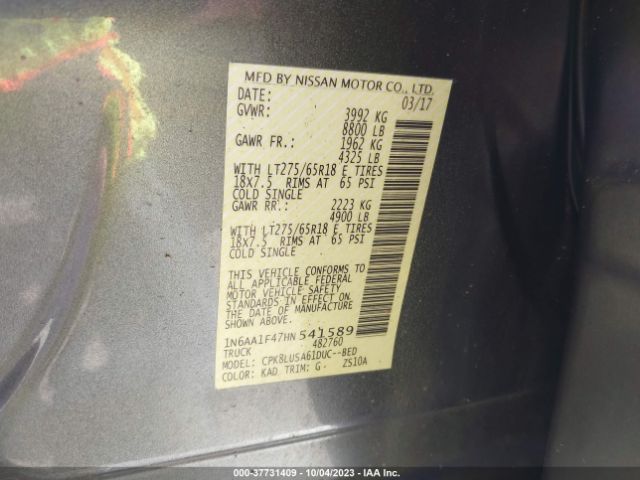 MFD BY NISSAN MOTOR CO., LTD.
DATE: 03/17
GVWR: 3992 KG
8800 LB
GAWR FR.: 1962 KG
4325 LB
WITH LT275/65R18 E TIRES
18X7.5 RIMS AT 65 PSI
COLD SINGLE
GAWR RR.: 2223 KG
4900 LB
WITH LT275/65R18 E TIRES
18X7.5 RIMS AT 65 PSI
COLD SINGLE
THIS VEHICLE CONFORMS TO
ALL APPLICABLE FEDERAL
MOTOR VEHICLE SAFETY
STANDARDS IN EFFECT ON
THE DATE OF MANUFACTURE
SHOWN ABOVE.
1N6AA1F47HN541589
TRUCK 482760
MODEL: CPK8LUSA61DUC--BED
COLOR: KAD TRIM: G ZS10A
000-37731409 | 10/04/2023 | IAA Inc.